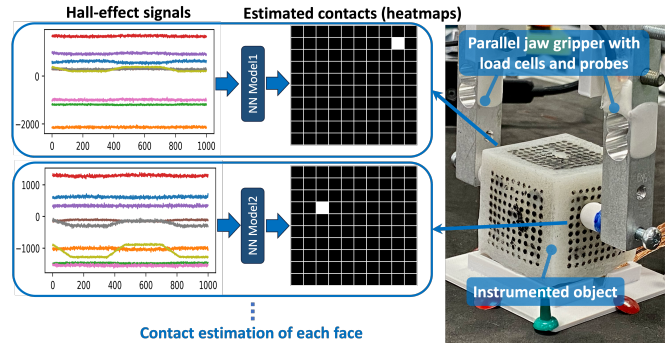 Hall-effect signals
Estimated contacts (heatmaps)
0
−2000
0 200 400 600 800 1000
NN Model1
1000
0
−1000
0 200 400 600 800 1000
NN Model2
Parallel jaw gripper with
load cells and probes
Instrumented object
Contact estimation of each face